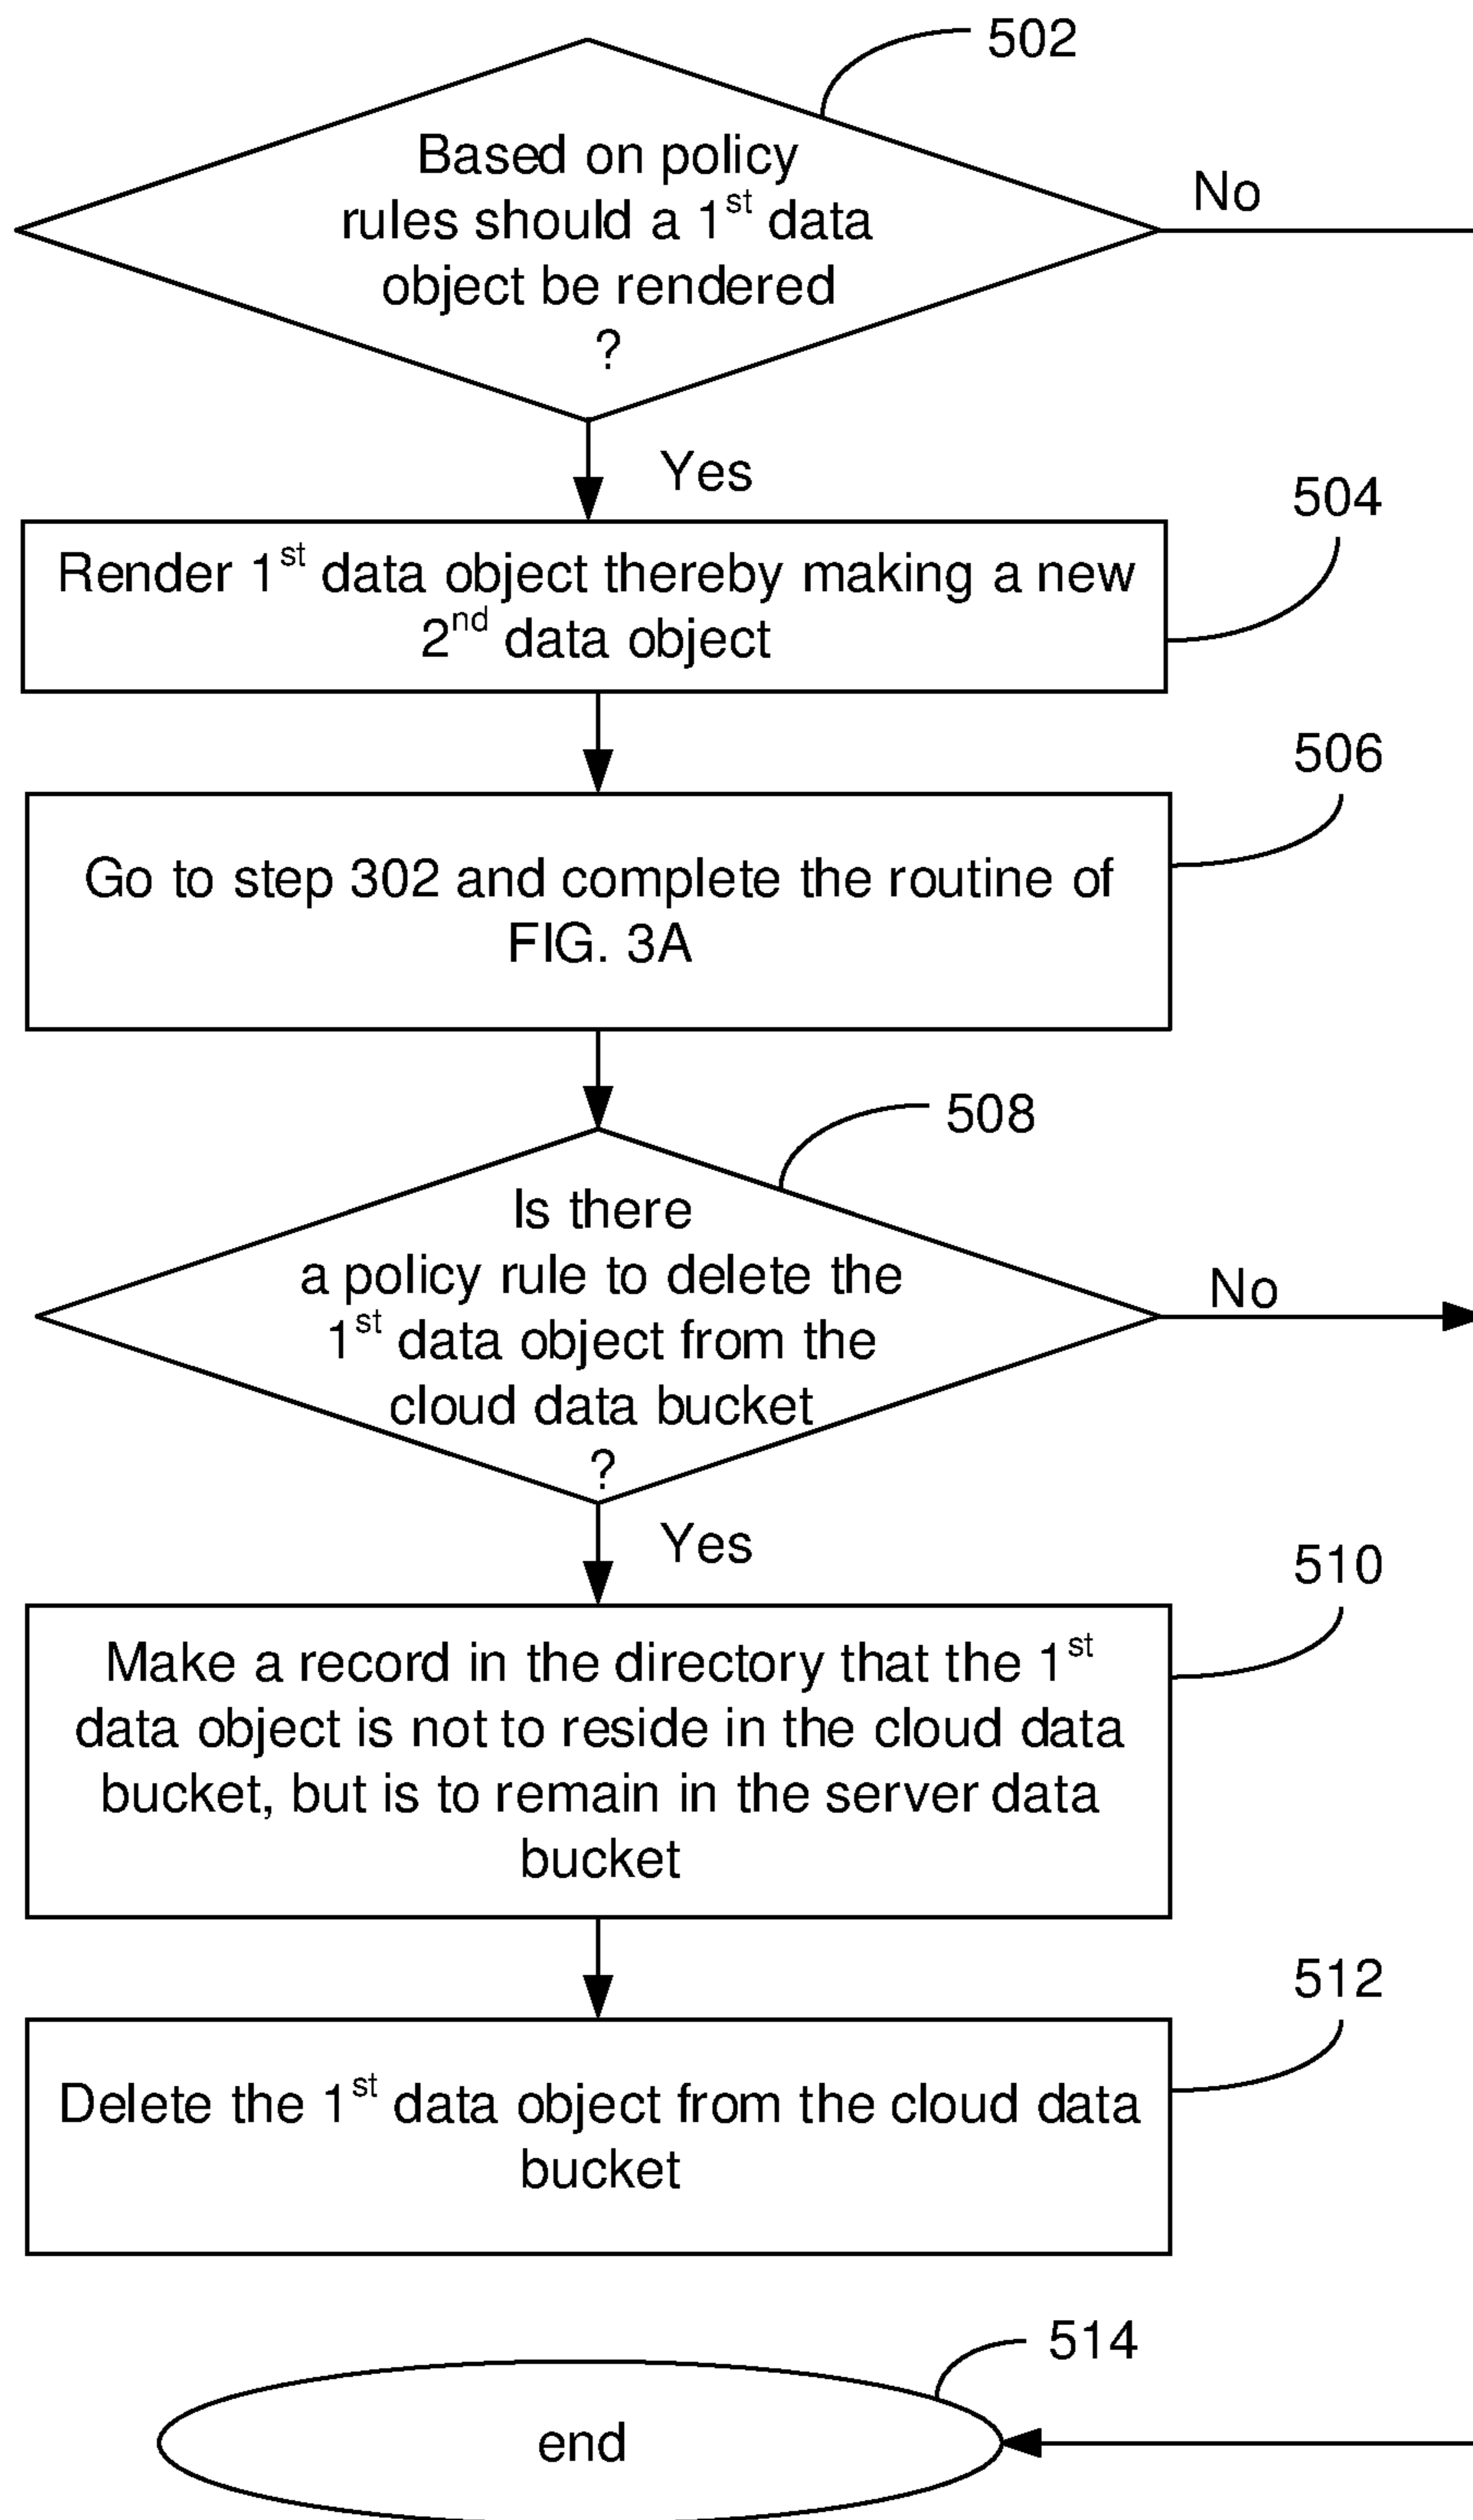 502
Based on policy
rules should a 1st data
object be rendered
?
No
Yes
504
Render 1st data object thereby making a new
2nd data object
506
Go to step 302 and complete the routine of
FIG. 3A
508
Is there
a policy rule to delete the
1st data object from the
cloud data bucket
?
No
Yes
510
Make a record in the directory that the 1st
data object is not to reside in the cloud data
bucket, but is to remain in the server data
bucket
512
Delete the 1st data object from the cloud data
bucket
514
end